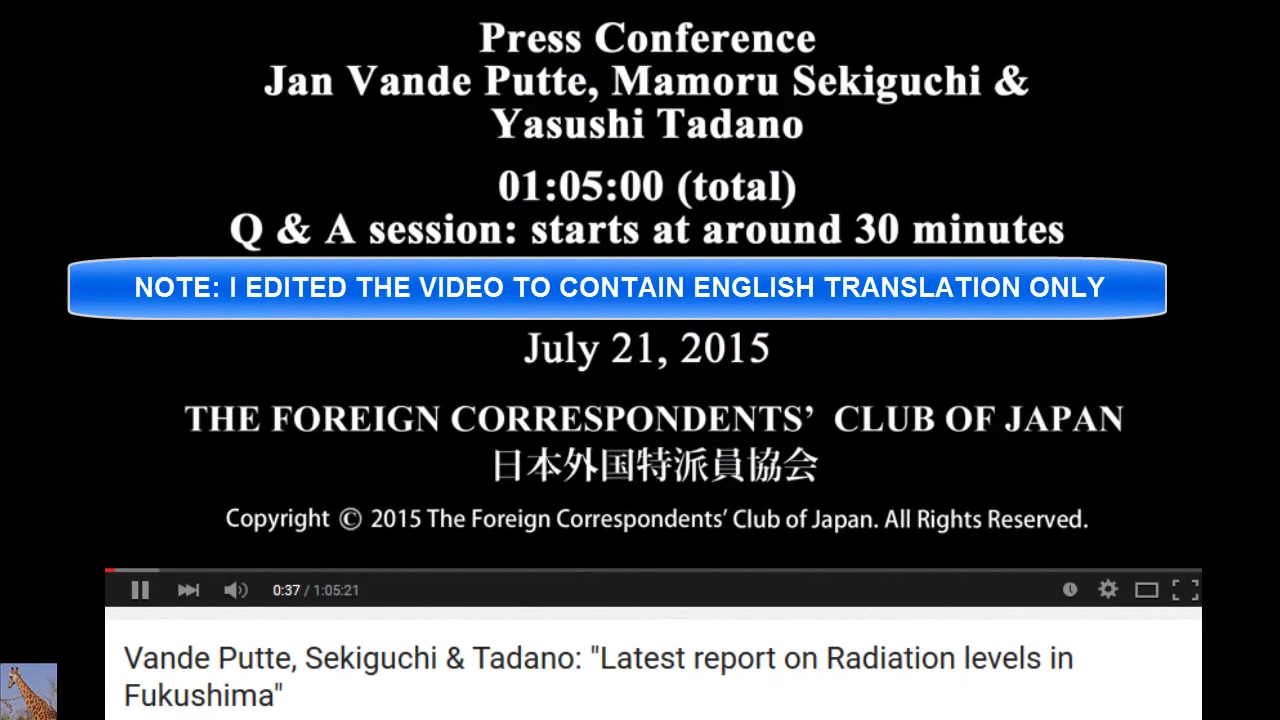 Press Conference
Jan Vande Putte, Mamoru Sekiguchi &
Yasushi Tadano
01:05:00 (total)
Q & A session: starts at around 30 minutes
NOTE: I EDITED THE VIDEO TO CONTAIN ENGLISH TRANSLATION ONLY
July 21, 2015
THE FOREIGN CORRESPONDENTS’ CLUB OF JAPAN
日本外国特派員協会
Copyright © 2015 The Foreign Correspondents’ Club of Japan. All Rights Reserved.
0:37 / 1:05:21
Vande Putte, Sekiguchi & Tadano: "Latest report on Radiation levels in
Fukushima"